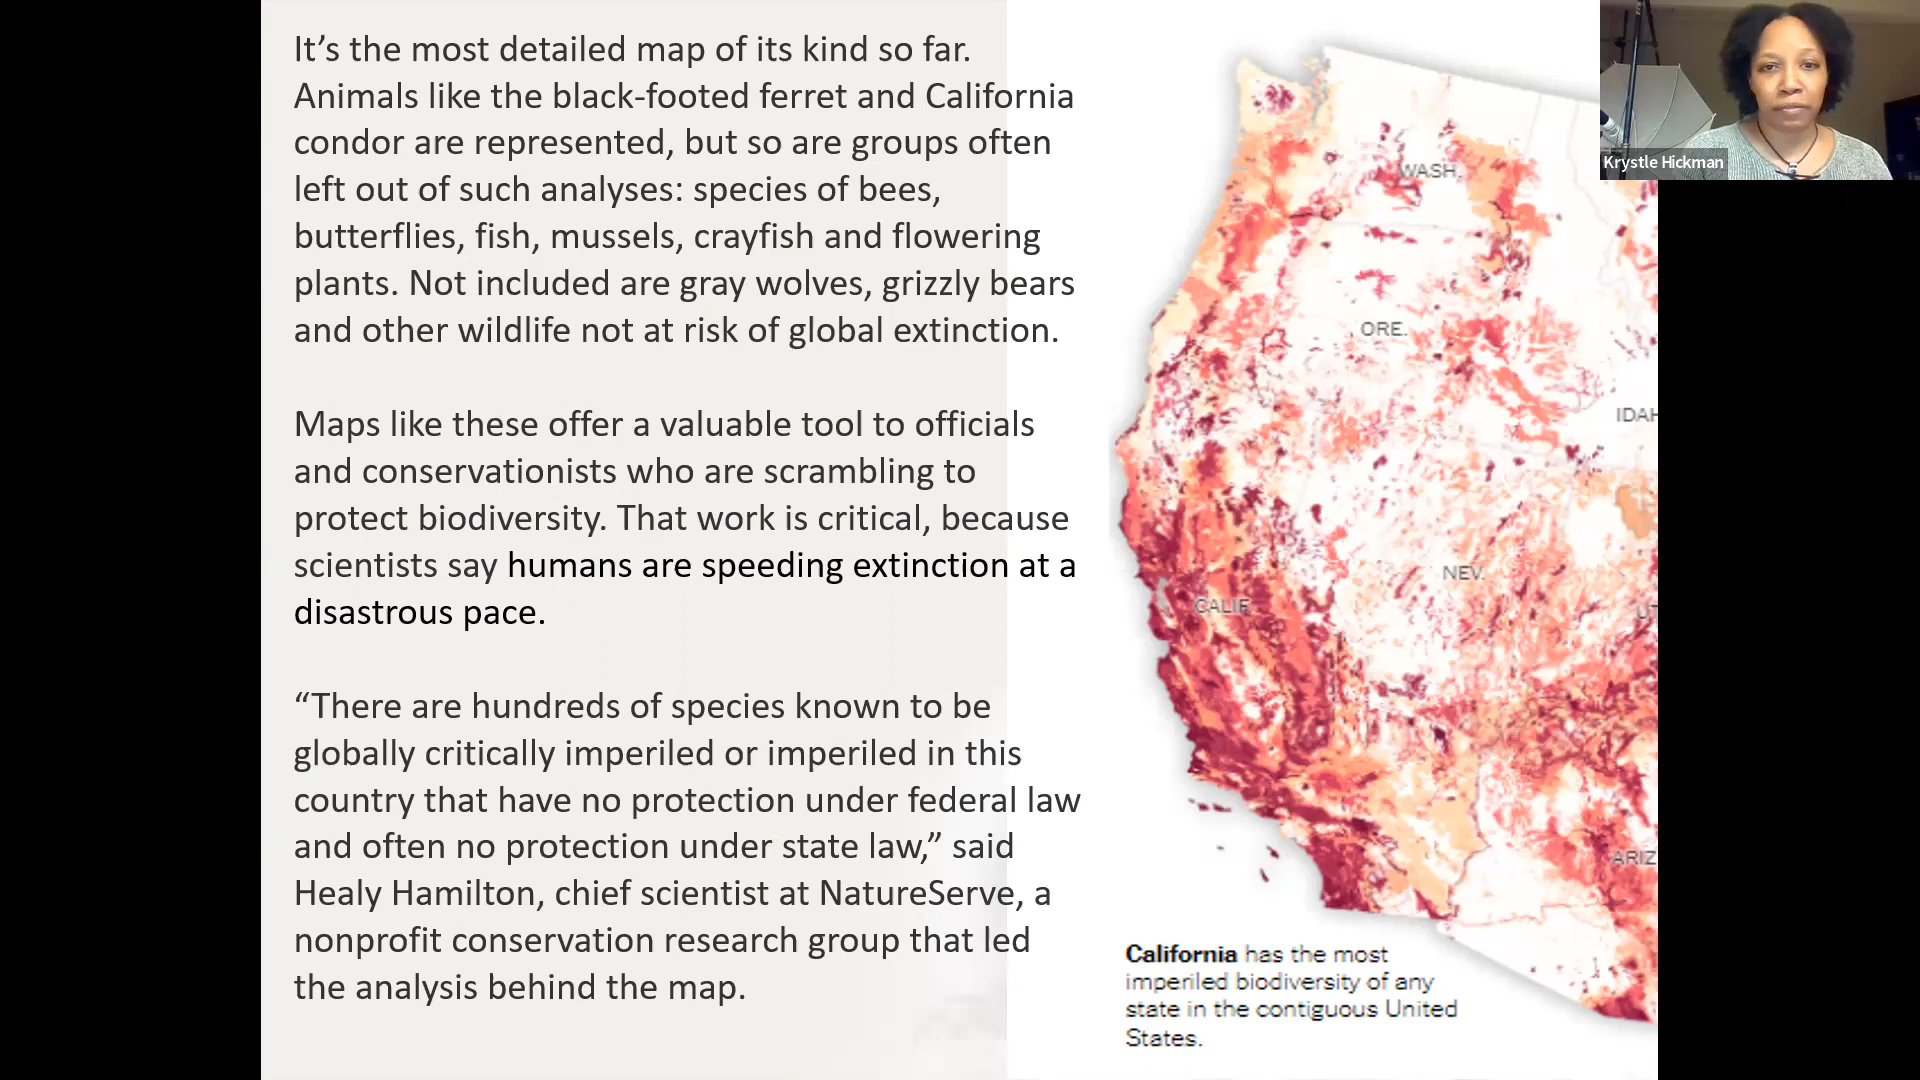 It’s the most detailed map of its kind so far.
Animals like the black-footed ferret and California
condor are represented, but so are groups often
left out of such analyses: species of bees,
butterflies, fish, mussels, crayfish and flowering
plants. Not included are gray wolves, grizzly bears
and other wildlife not at risk of global extinction.
Maps like these offer a valuable tool to officials
and conservationists who are scrambling to
protect biodiversity. That work is critical, because
scientists say humans are speeding extinction at a
disastrous pace.
“There are hundreds of species known to be
globally critically imperiled or imperiled in this
country that have no protection under federal law
and often no protection under state law,” said
Healy Hamilton, chief scientist at NatureServe, a
nonprofit conservation research group that led
the analysis behind the map.
WASH.
ORE.
IDAH
NEV.
UT
CALIF.
ARIZ
California has the most
imperiled biodiversity of any
state in the contiguous United
States.
Krystle Hickman